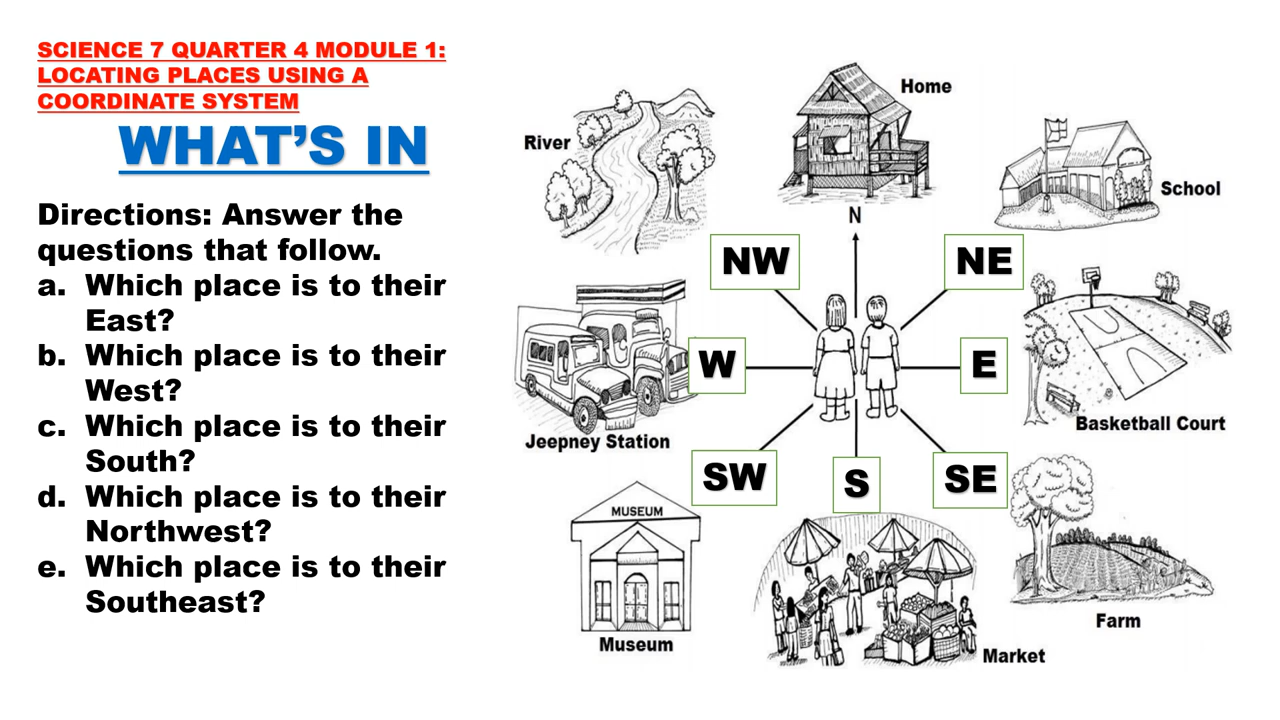 SCIENCE 7 QUARTER 4 MODULE 1:
LOCATING PLACES USING A
COORDINATE SYSTEM
WHAT'S IN
Directions: Answer the
questions that follow.
a. Which place is to their
East?
b. Which place is to their
West?
c. Which place is to their
South?
d. Which place is to their
Northwest?
e. Which place is to their
Southeast?
Home
River
School
N
NW
NE
W
E
Basketball Court
Jeepney Station
SW
S
SE
MUSEUM
Museum
Farm
Market